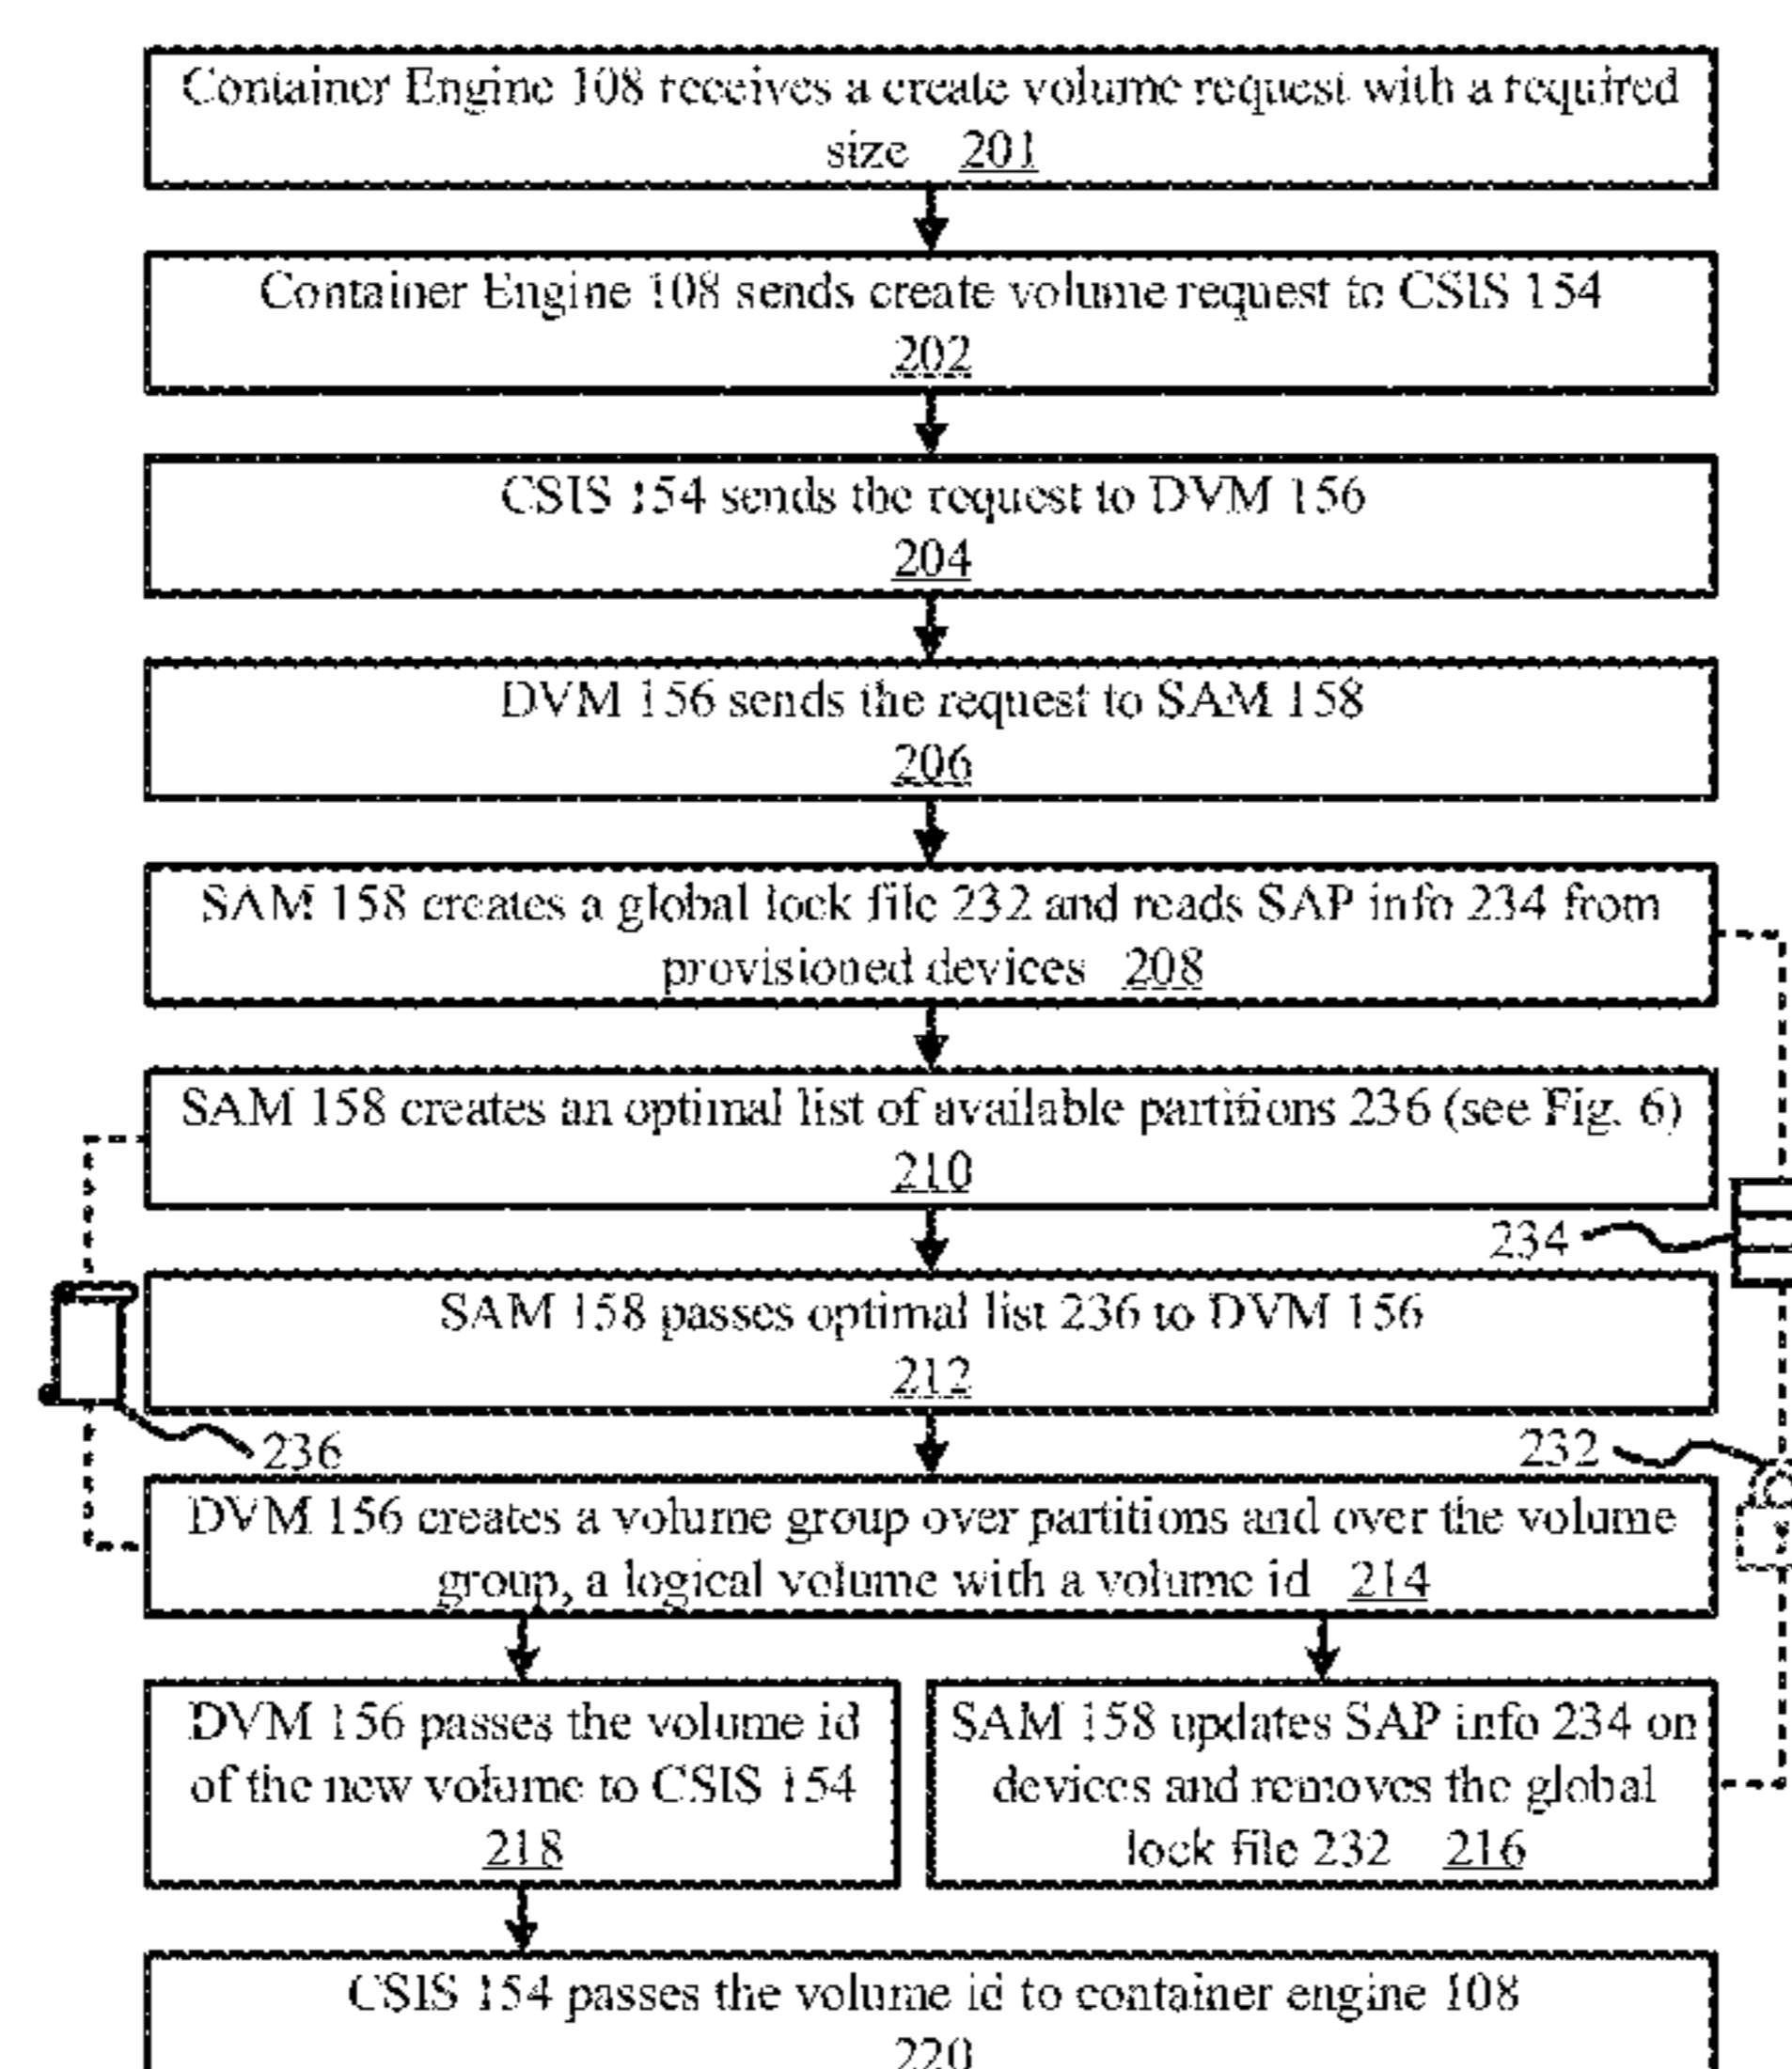 Container Engine 108 receives a create volume request with a required
size 201
Container Engine 108 sends create volume request to CSIS 154
202
CSIS 154 sends the request to DVM 156
204
DVM 156 sends the request to SAM 158
206
SAM 158 creates a global lock file 232 and reads SAP info 234 from
provisioned devices 208
SAM 158 creates an optimal list of available partitions 236 (see Fig. 6)
210
234
SAM 158 passes optimal list 236 to DVM 156
212
236
232
DVM 156 creates a volume group over partitions and over the volume
group, a logical volume with a volume id 214
DVM 156 passes the volume id
of the new volume to CSIS 154
218
SAM 158 updates SAP info 234 on
devices and removes the global
lock file 232 216
CSIS 154 passes the volume id to container engine 108
220